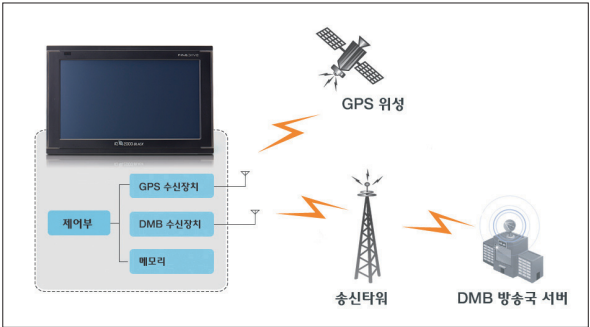 GPS 위성
GPS 수신장치
제어부
DMB 수신장치
메모리
송신타워
DMB 방송국 서버